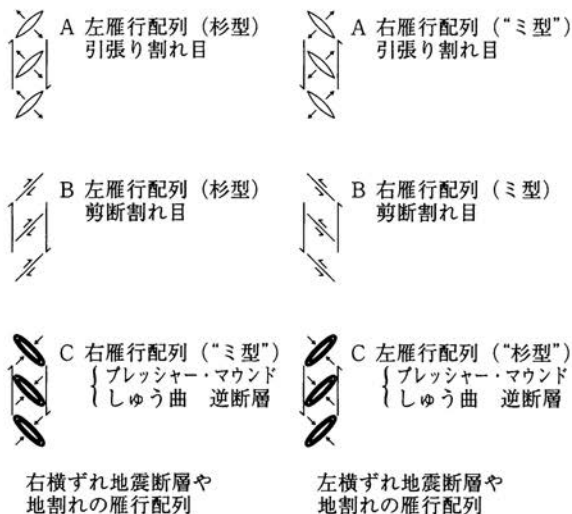 A 左雁行配列（杉型）
引張り割れ目
A 右雁行配列（“ミ型”）
引張り割れ目
B 左雁行配列（杉型）
剪断割れ目
B 右雁行配列（ミ型）
剪断割れ目
C 右雁行配列（“ミ型”）
プレッシャー・マウンド
しゅう曲 逆断層
C 左雁行配列（“杉型”）
プレッシャー・マウンド
しゅう曲 逆断層
右横ずれ地震断層や
地割れの雁行配列
左横ずれ地震断層や
地割れの雁行配列